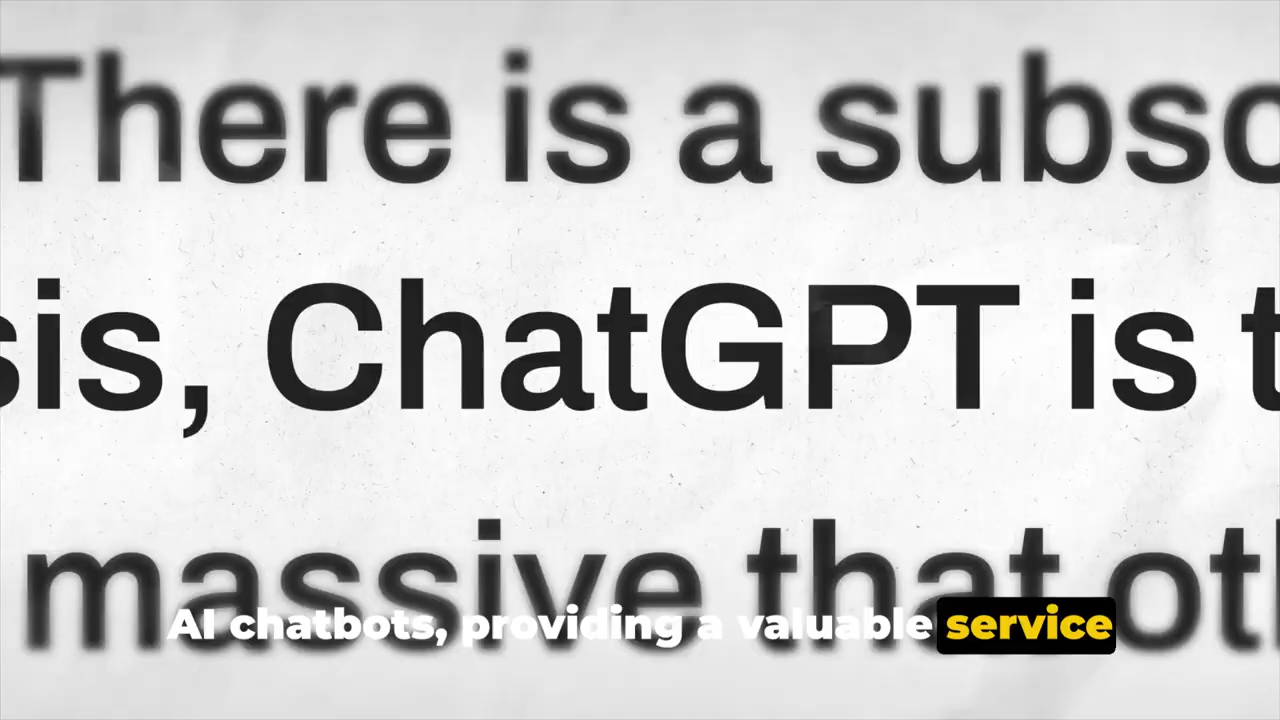 There is a subsc
sis, ChatGPT is t
massive that oth
AI chatbots, providing a valuable service